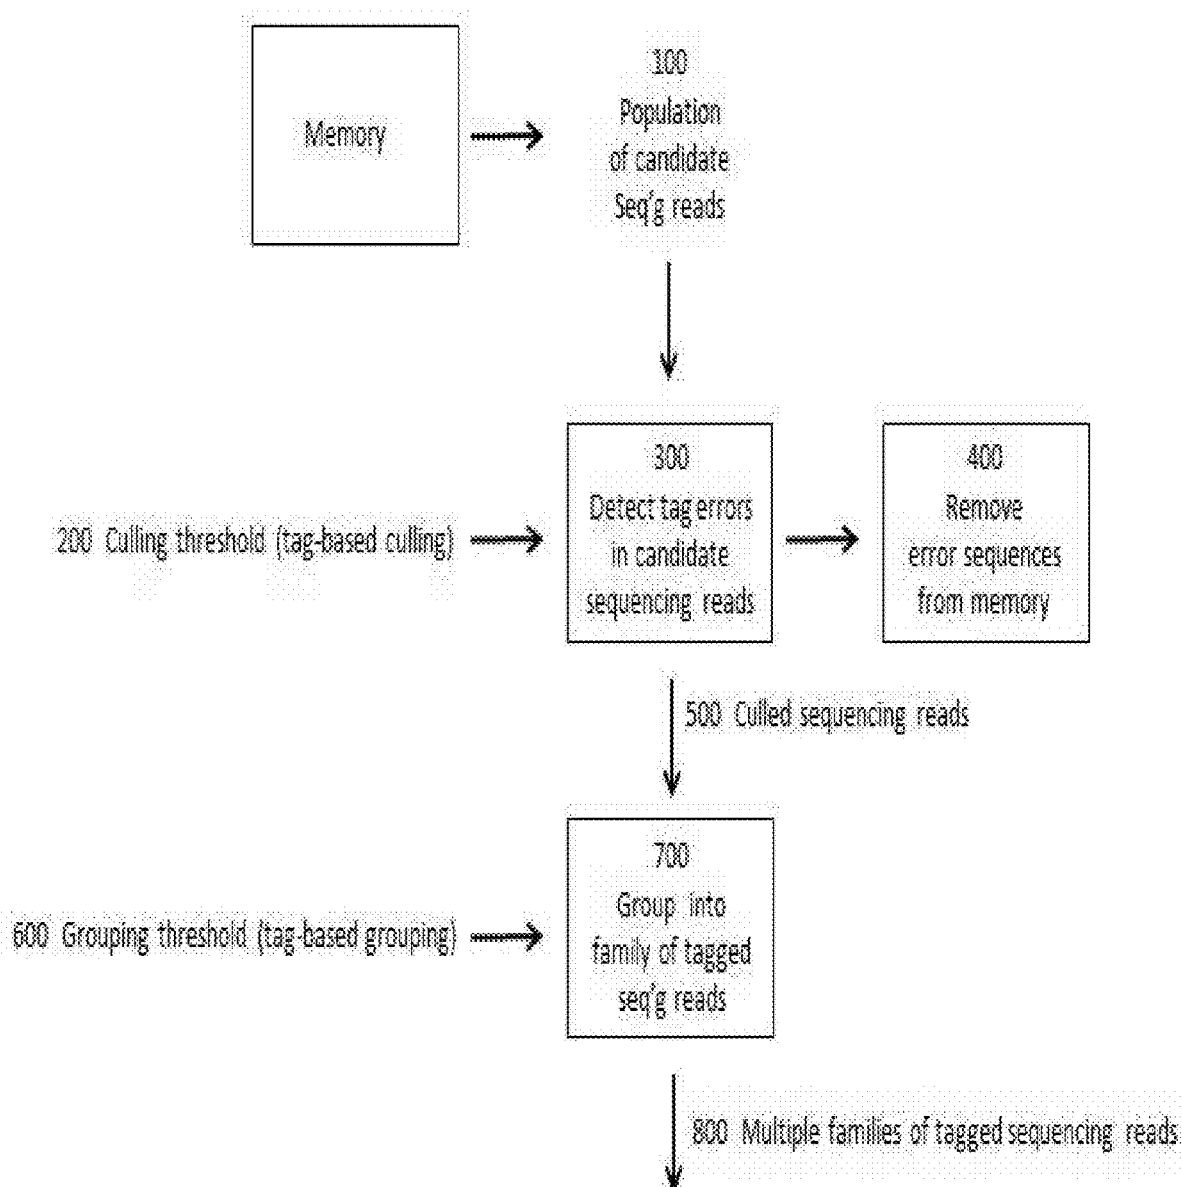 Memory
100
Population
of candidate
Seq'g reads
300
Detect tag errors
in candidate
sequencing reads
400
Remove
error sequences
from memory
200 Culling threshold (tag-based culling)
500 Culled sequencing reads
700
Group into
family of tagged
seq'g reads
600 Grouping threshold (tag-based grouping)
800 Multiple families of tagged sequencing reads